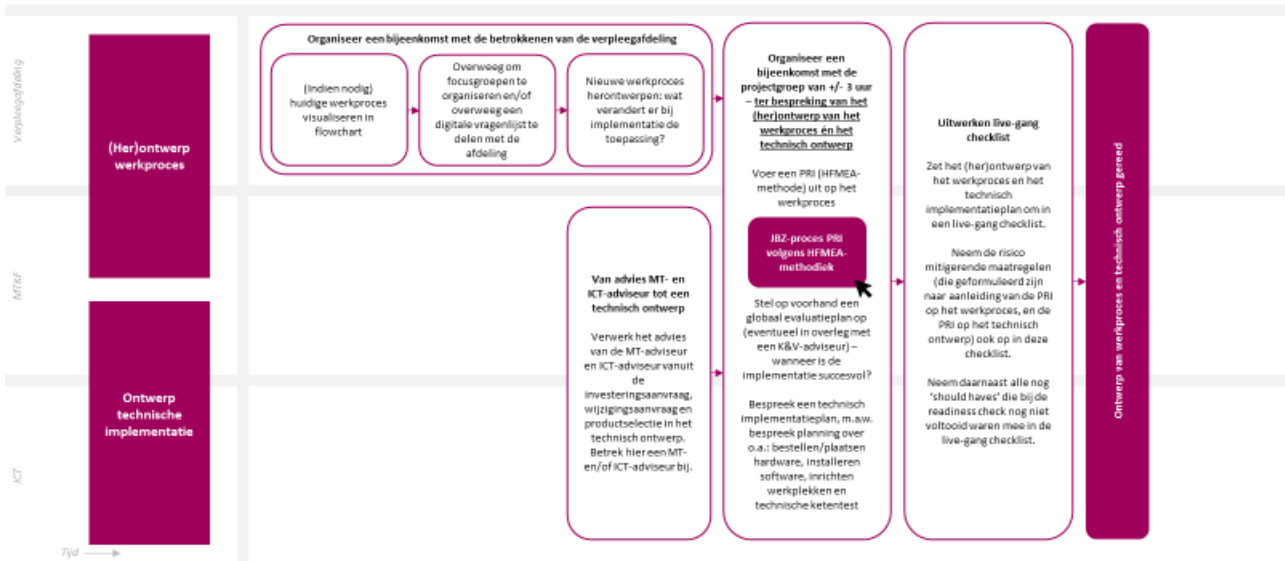 Verpleegafdeling
MTKF
ICT
Tijd
(Her)ontwerp
werkproces
Ontwerp
technische
implementatie
Organiseer een bijeenkomst met de betrokkenen van de verpleegafdeling
(Indien nodig)
huidige werkproces
visualiseren in
flowchart
Overweeg om
focusgroepen te
organiseren en/of
overweeg een
digitale vragenlijst te
delen met de
afdeling
Nieuwe werkproces
herontwerpen: wat
verandert er bij
implementatie de
toepassing?
Van advies MT- en
ICT-adviseur tot een
technisch ontwerp
Verwerk het advies
van de MT-adviseur
en ICT-adviseur vanuit
de
investeringsaanvraag,
wijzigingsaanvraag en
productselectie in het
technisch ontwerp.
Betrek hier een MT-
en/of ICT-adviseur bij.
Organiseer een
bijeenkomst met de
projectgroep van +/- 3 uur
– ter bespreking van het
(her)ontwerp van het
werkproces én het
technisch ontwerp
Voer een PRI (HFMEA-
methode) uit op het
werkproces
JBZ-proces PRI
volgens HFMEA-
methodiek
Stel op voorhand een
globaal evaluatieplan op
(eventueel in overleg met
een K&V-adviseur) –
wanneer is de
implementatie succesvol?
Bespreek een technisch
implementatieplan, m.a.w.
bespreek planning over
o.a.: bestellen/plaatsen
hardware, installeren
software, inrichten
werkplekken en
technische ketentest
Uitwerken live-gang
checklist
Zet het (her)ontwerp van
het werkproces en het
technisch
implementatieplan om in
een live-gang checklist.
Neem de risico
mitigerende maatregelen
(die geformuleerd zijn
naar aanleiding van de PRI
op het werkproces, en de
PRI op het technisch
ontwerp) ook op in deze
checklist.
Neem daarnaast alle nog
‘should haves’ die bij de
readiness check nog niet
voltooid waren mee in de
live-gang checklist.
Ontwerp van werkproces en technisch ontwerp gereed